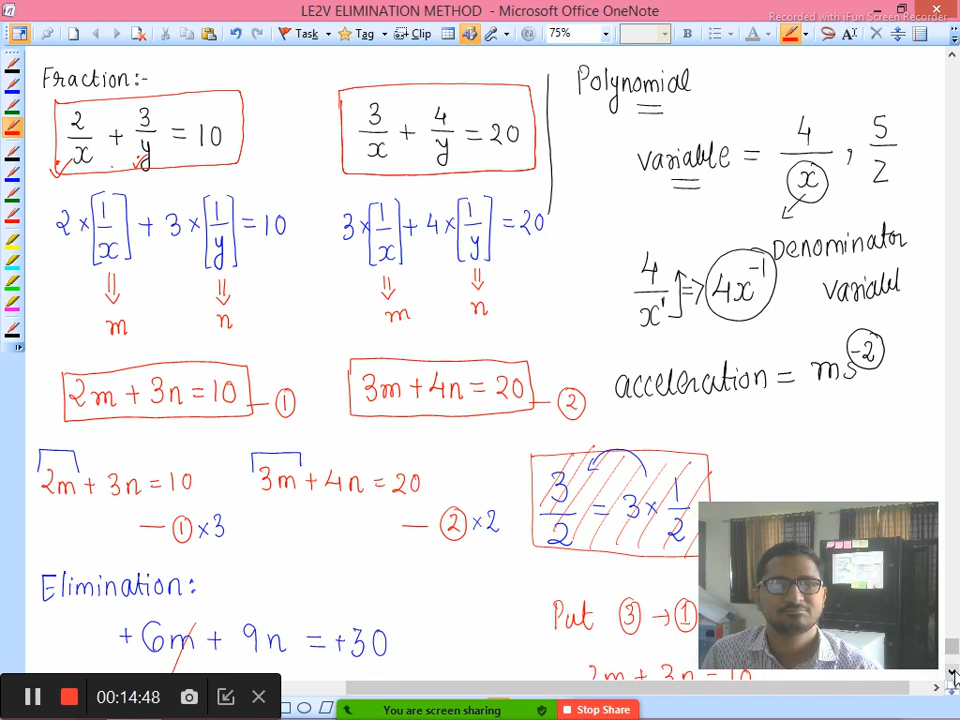 LE2V ELIMINATION METHOD - Microsoft Office OneNote
Recorded with iFun Screen Recorder
Task Tag Clip 75% B
Fraction:-
2/x + 3/y = 10
3/x + 4/y = 20
2 × [1/x] + 3 × [1/y] = 10
3 × [1/x] + 4 × [1/y] = 20
⇓ ⇓ ⇓ ⇓
m n m n
2m + 3n = 10 — ①
3m + 4n = 20 — ②
2m + 3n = 10
— ① ×3
3m + 4n = 20
— ② ×2
Elimination:
+6m + 9n = +30
Polynomial
variable = 4/x , 5/2
Denominator
variabl
4/x¹ => 4x⁻¹
acceleration = ms⁻²
3/2 = 3 × 1/2
Put ③ → ①
2m + 3n = 10
00:14:48
You are screen sharing
Stop Share